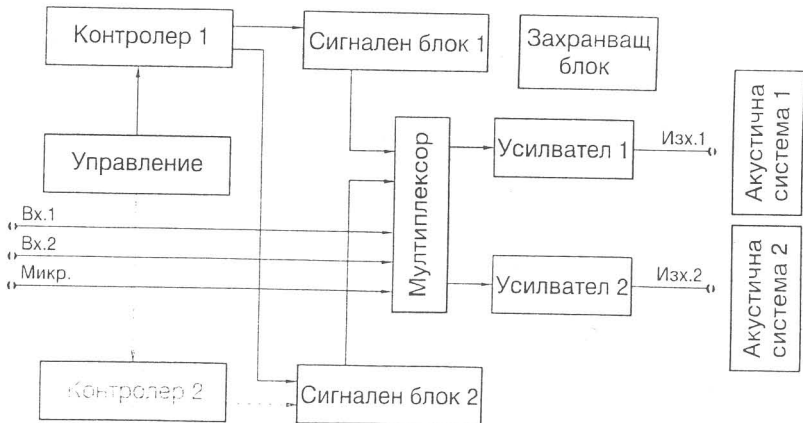 Контролер 1
Сигнален блок 1
Захранващ
блок
Управление
Мултиплексор
Усилвател 1
Изх.1
Акустична
система 1
Вх.1
Вх.2
Микр.
Усилвател 2
Изх.2
Акустична
система 2
Контролер 2
Сигнален блок 2